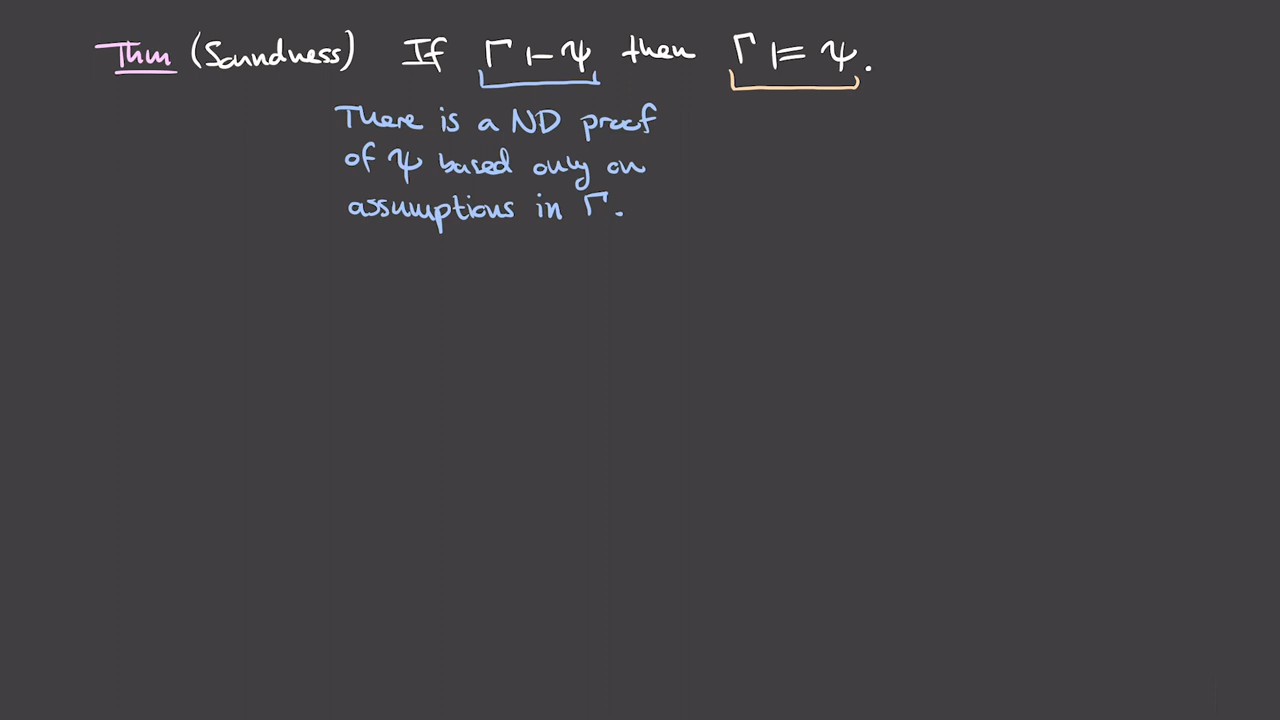 Thm (Soundness) If Γ ⊢ ψ then Γ ⊨ ψ.
There is a ND proof
of ψ based only on
assumptions in Γ.